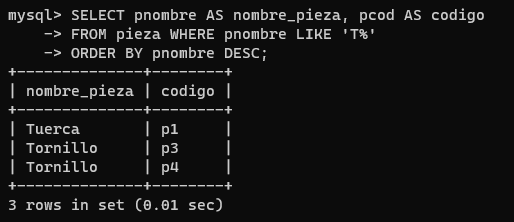 mysql> SELECT pnombre AS nombre_pieza, pcod AS codigo
    -> FROM pieza WHERE pnombre LIKE 'T%'
    -> ORDER BY pnombre DESC;
+--------------+--------+
| nombre_pieza | codigo |
+--------------+--------+
| Tuerca       | p1     |
| Tornillo     | p3     |
| Tornillo     | p4     |
+--------------+--------+
3 rows in set (0.01 sec)